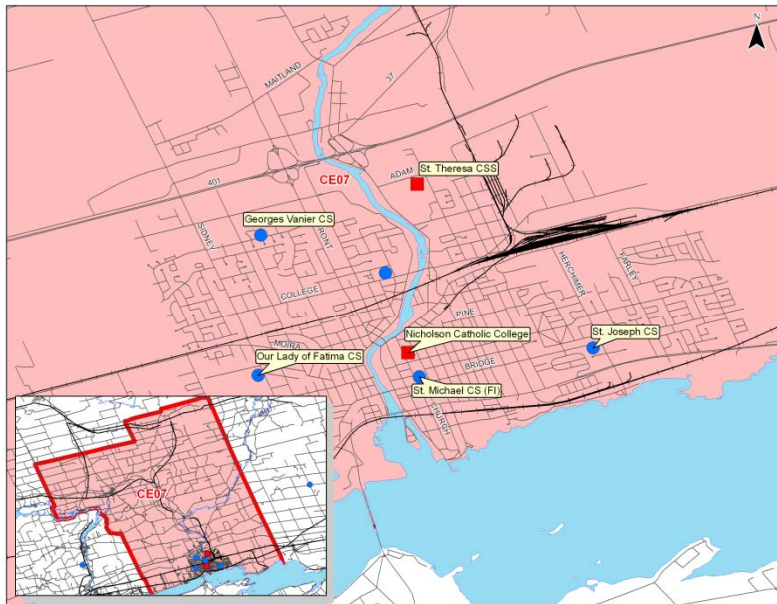 N
MAITLAND
37
ADAM
St. Theresa CSS
CE07
401
Georges Vanier CS
SIDNEY
FRONT
HERCHIMER
FARLEY
COLLEGE
PINE
MOIRA
Nicholson Catholic College
St. Joseph CS
Our Lady of Fatima CS
BRIDGE
St. Michael CS (FI)
CHURCH
CE07